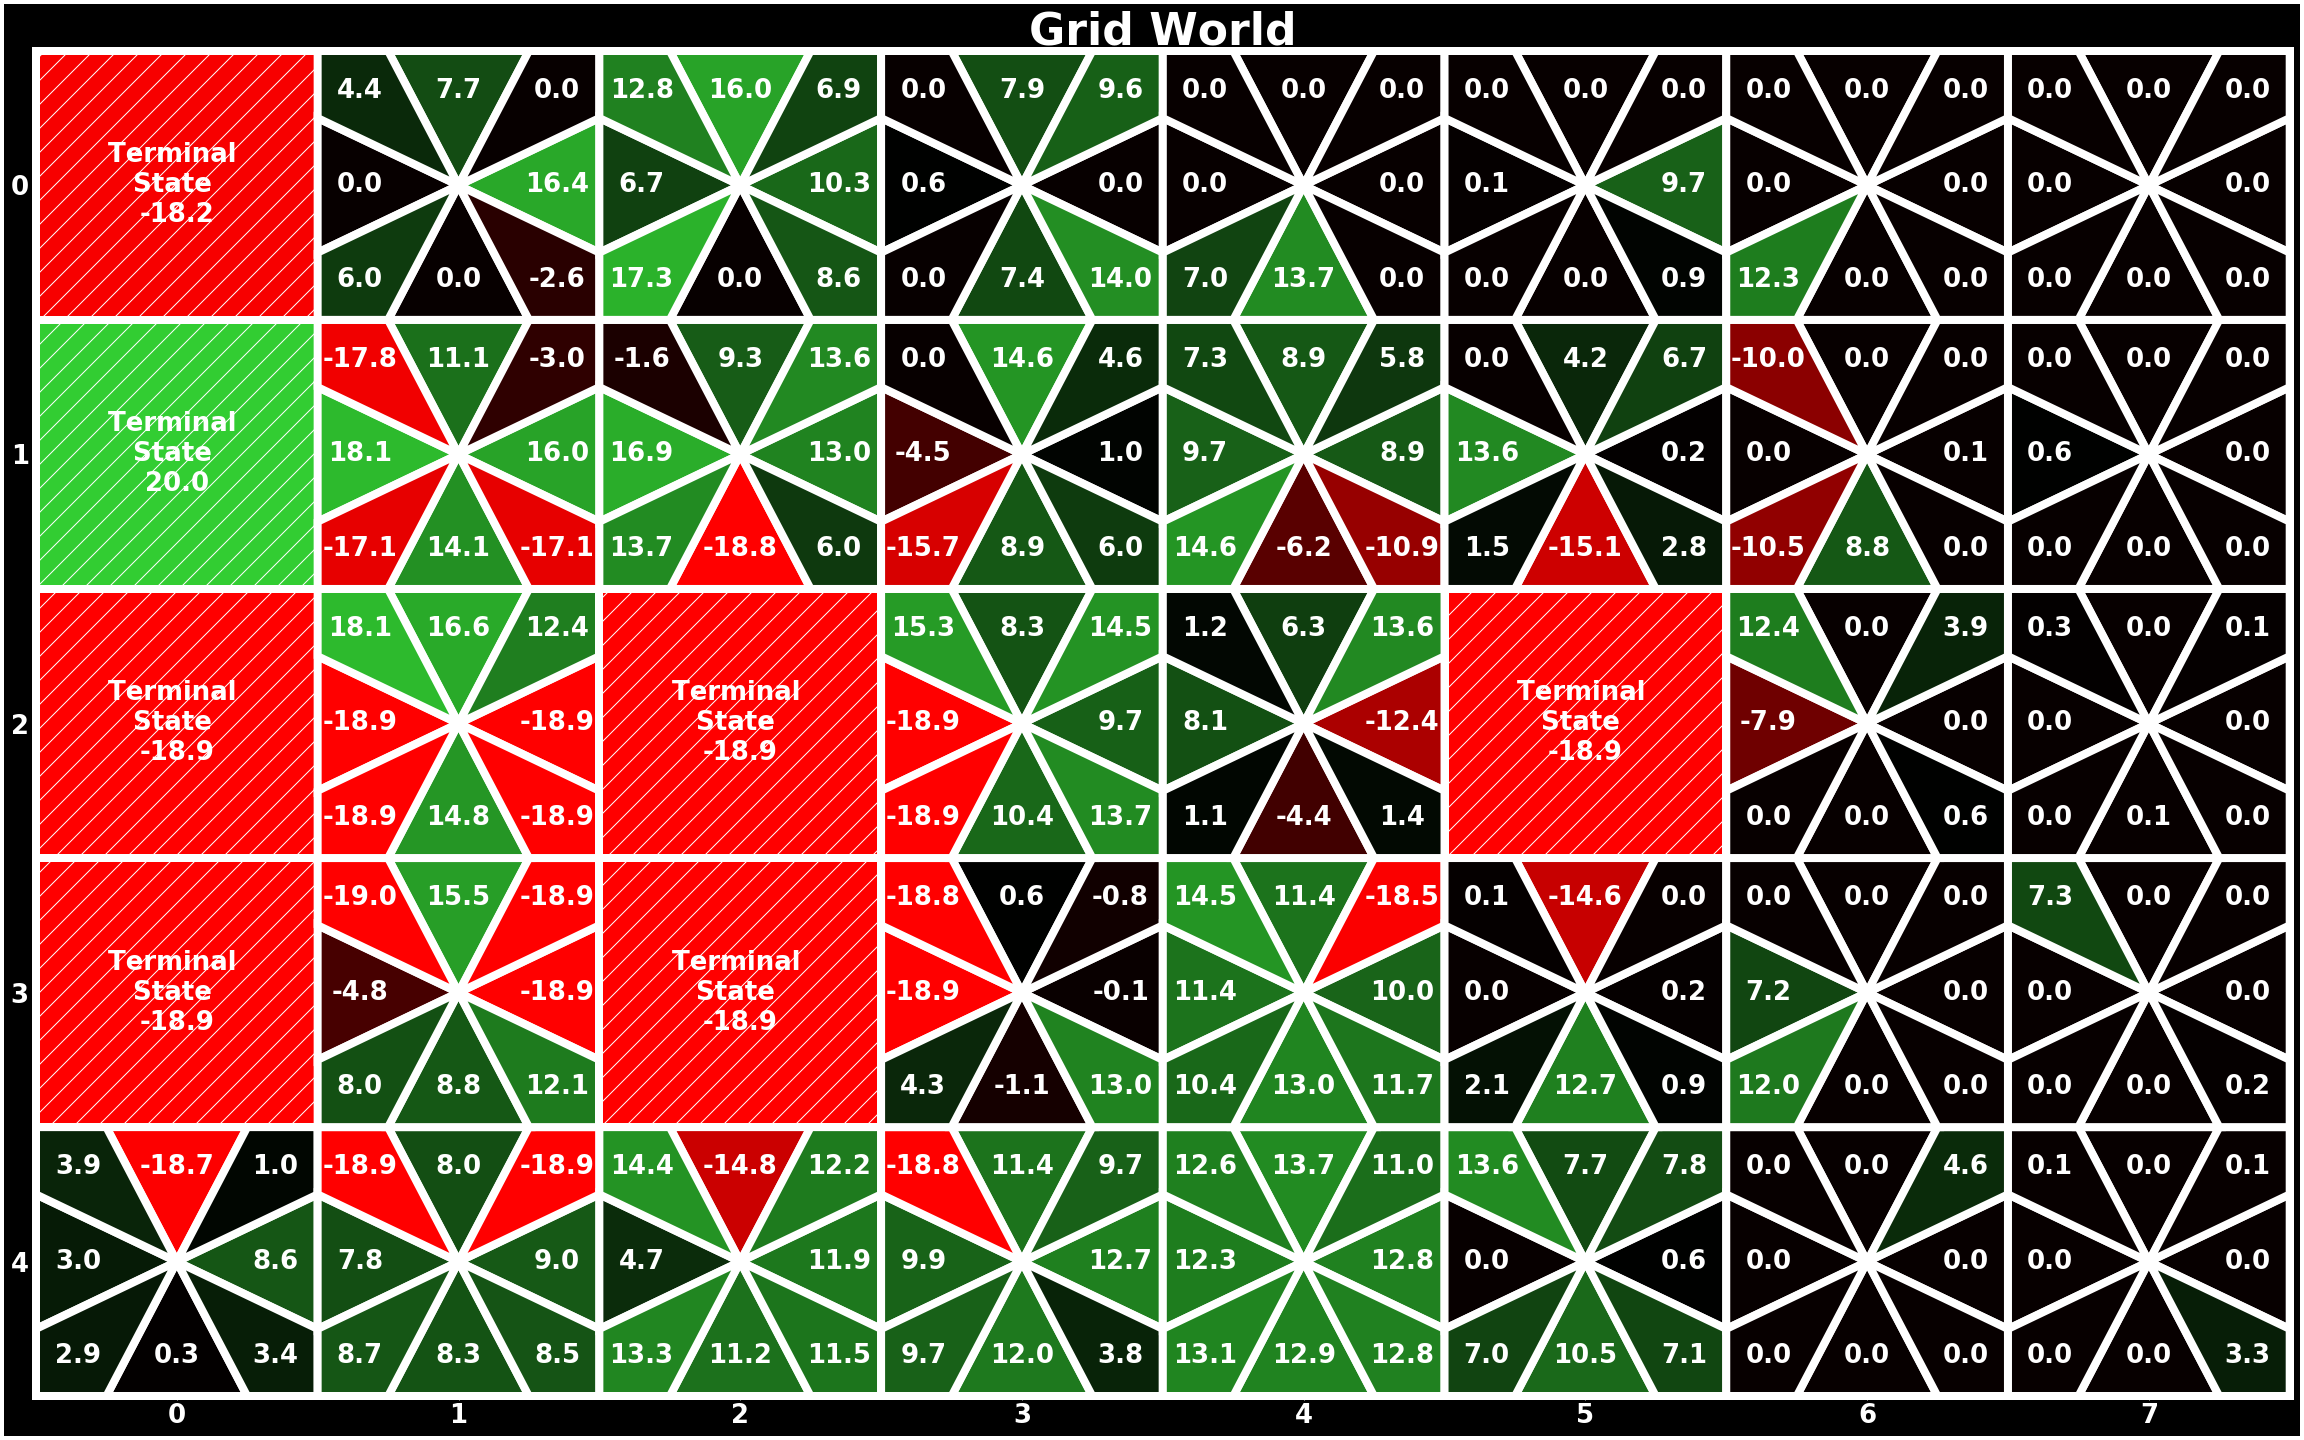 Grid World
4.4 7.7 0.0 12.8 16.0 6.9 0.0 7.9 9.6 0.0 0.0 0.0 0.0 0.0 0.0 0.0 0.0 0.0 0.0 0.0 0.0
Terminal
State
-18.2
0 0.0 16.4 6.7 10.3 0.6 0.0 0.0 0.0 0.1 9.7 0.0 0.0 0.0 0.0
6.0 0.0 -2.6 17.3 0.0 8.6 0.0 7.4 14.0 7.0 13.7 0.0 0.0 0.0 0.9 12.3 0.0 0.0 0.0 0.0 0.0
-17.8 11.1 -3.0 -1.6 9.3 13.6 0.0 14.6 4.6 7.3 8.9 5.8 0.0 4.2 6.7 -10.0 0.0 0.0 0.0 0.0 0.0
Terminal
State
20.0
1 18.1 16.0 16.9 13.0 -4.5 1.0 9.7 8.9 13.6 0.2 0.0 0.1 0.6 0.0
-17.1 14.1 -17.1 13.7 -18.8 6.0 -15.7 8.9 6.0 14.6 -6.2 -10.9 1.5 -15.1 2.8 -10.5 8.8 0.0 0.0 0.0 0.0
18.1 16.6 12.4 15.3 8.3 14.5 1.2 6.3 13.6 12.4 0.0 3.9 0.3 0.0 0.1
Terminal Terminal Terminal
State State State
-18.9 -18.9 -18.9
2 -18.9 -18.9 -18.9 9.7 8.1 -12.4 -7.9 0.0 0.0 0.0
-18.9 14.8 -18.9 -18.9 10.4 13.7 1.1 -4.4 1.4 0.0 0.0 0.6 0.0 0.1 0.0
-19.0 15.5 -18.9 -18.8 0.6 -0.8 14.5 11.4 -18.5 0.1 -14.6 0.0 0.0 0.0 0.0 7.3 0.0 0.0
Terminal Terminal
State State
-18.9 -18.9
3 -4.8 -18.9 -18.9 -0.1 11.4 10.0 0.0 0.2 7.2 0.0 0.0 0.0
8.0 8.8 12.1 4.3 -1.1 13.0 10.4 13.0 11.7 2.1 12.7 0.9 12.0 0.0 0.0 0.0 0.0 0.2
3.9 -18.7 1.0 -18.9 8.0 -18.9 14.4 -14.8 12.2 -18.8 11.4 9.7 12.6 13.7 11.0 13.6 7.7 7.8 0.0 0.0 4.6 0.1 0.0 0.1
4 3.0 8.6 7.8 9.0 4.7 11.9 9.9 12.7 12.3 12.8 0.0 0.6 0.0 0.0 0.0 0.0
2.9 0.3 3.4 8.7 8.3 8.5 13.3 11.2 11.5 9.7 12.0 3.8 13.1 12.9 12.8 7.0 10.5 7.1 0.0 0.0 0.0 0.0 0.0 3.3
0 1 2 3 4 5 6 7